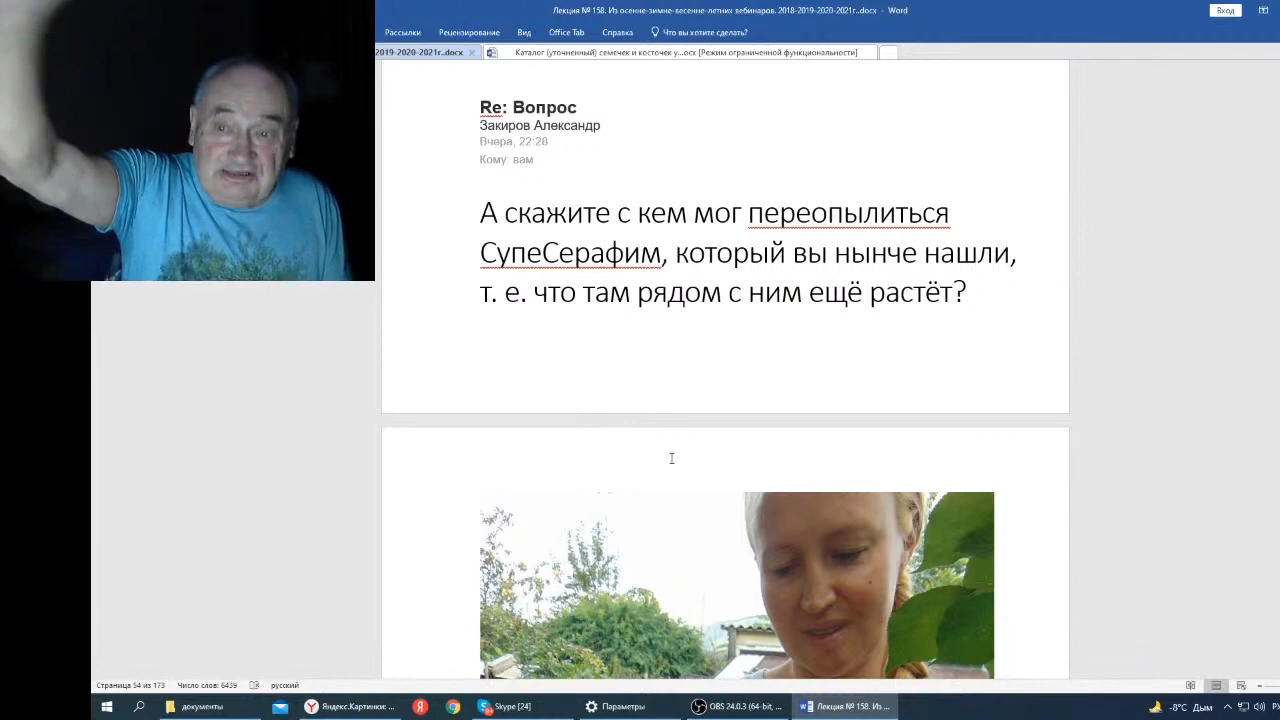 Лекция № 158. Из осенне-зимне-весенне-летних вебинаров. 2018-2019-2020-2021г..docx - Word
Вход
Рассылки Рецензирование Вид Office Tab Справка Что вы хотите сделать?
2019-2020-2021г..docx Каталог (уточненный) семечек и косточек у...осх [Режим ограниченной функциональности]
Re: Вопрос
Закиров Александр
Вчера, 22:28
Кому: вам
А скажите с кем мог переопылиться
СупеСерафим, который вы нынче нашли,
т. е. что там рядом с ним ещё растёт?
Страница 54 из 173 Число слов: 6439 русский
документы Яндекс.Картинки: ... Skype [24] Параметры OBS 24.0.3 (64-bit, ... Лекция № 158. Из ... -8°C Дым